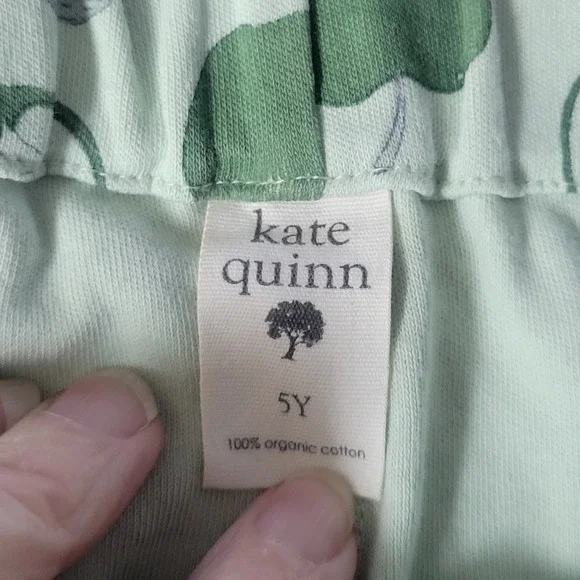 kate
quinn
5Y
100% organic cotton